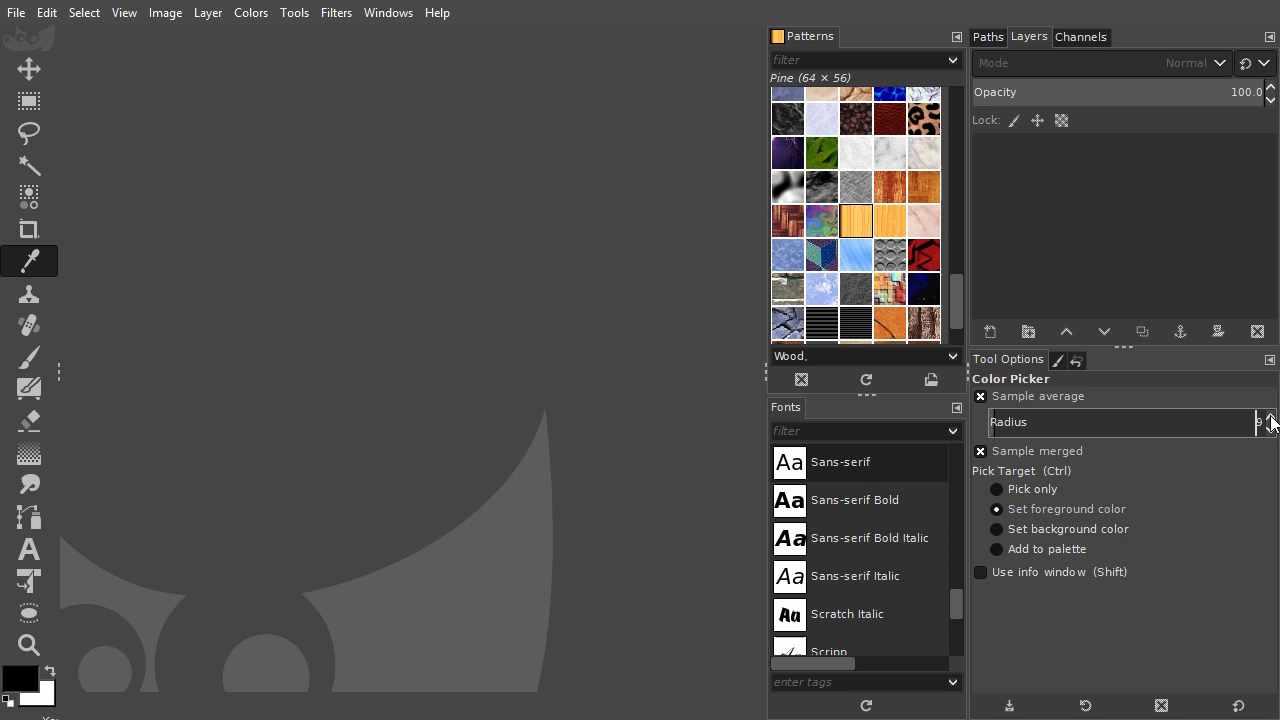 File Edit Select View Image Layer Colors Tools Filters Windows Help
Patterns
filter
Pine (64 × 56)
Wood,
Fonts
filter
Aa Sans-serif
Aa Sans-serif Bold
Aa Sans-serif Bold Italic
Aa Sans-serif Italic
Aa Scratch Italic
Scripp
enter tags
Paths Layers Channels
Mode Normal
Opacity 100.0
Lock:
Tool Options
Color Picker
Sample average
Radius 9
Sample merged
Pick Target (Ctrl)
Pick only
Set foreground color
Set background color
Add to palette
Use info window (Shift)